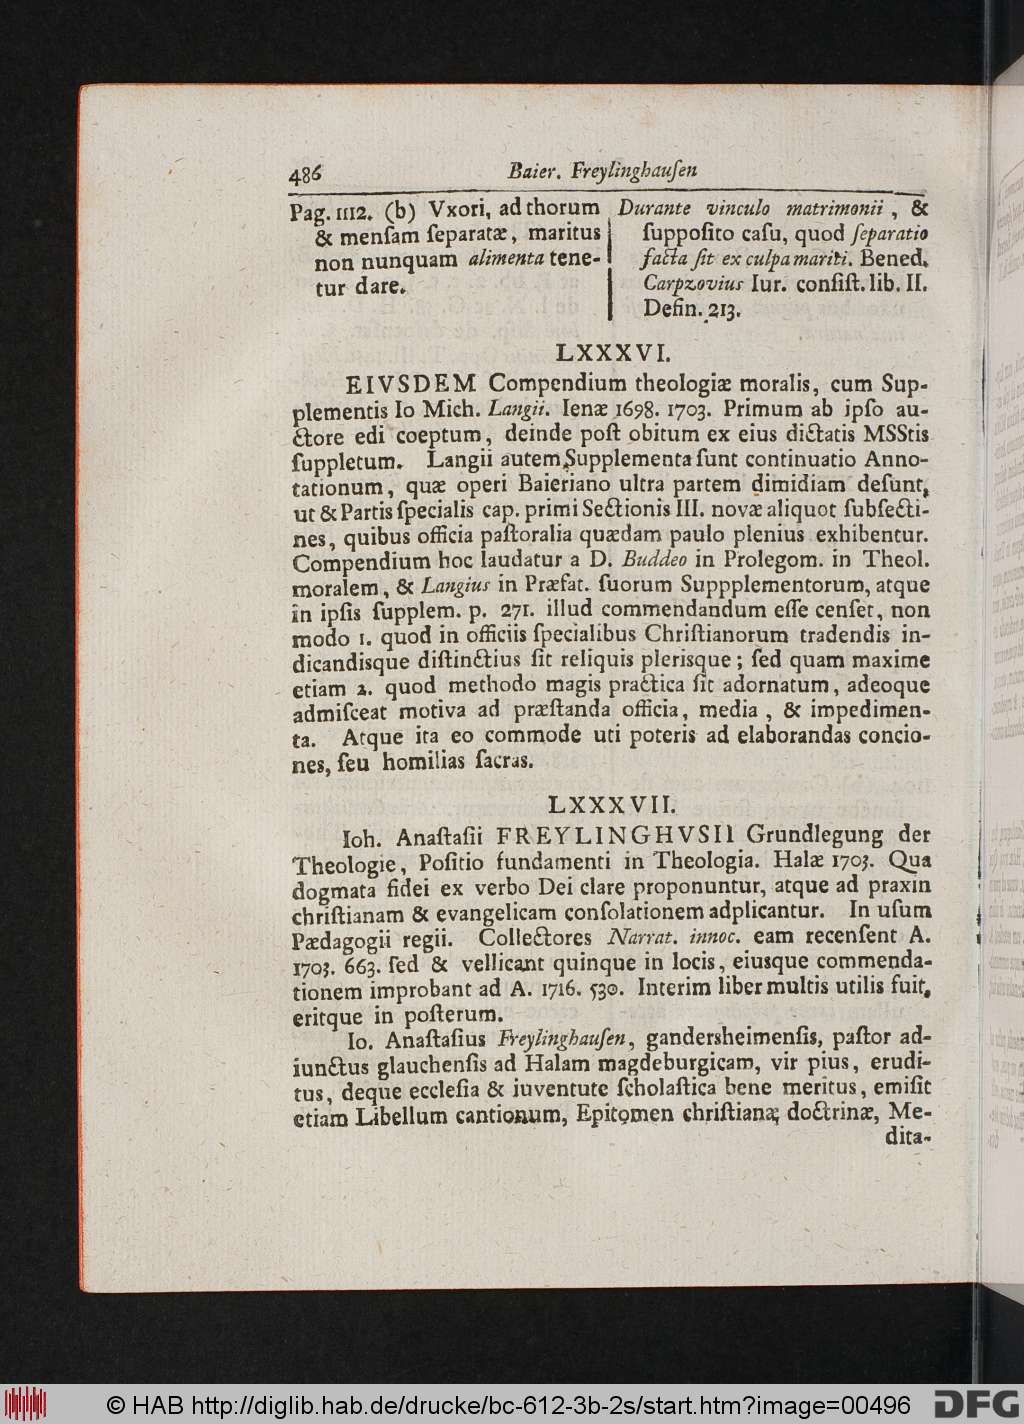 486 Baier. Freylinghauſen
Pag. 1112. (b) Vxori, ad thorum
& menſam ſeparatæ, maritus
non nunquam alimenta tene-
tur dare.
Durante vinculo matrimonii, &
ſuppoſito caſu, quod ſeparatio
facta ſit ex culpa mariti. Bened.
Carpzovius Iur. conſiſt. lib. II.
Defin. 213.
LXXXVI.
EIVSDEM Compendium theologiæ moralis, cum Sup-
plementis Io Mich. Langii. Ienæ 1698. 1703. Primum ab ipſo au-
ctore edi coeptum, deinde poſt obitum ex eius dictatis MSStis
ſuppletum. Langii autem Supplementa ſunt continuatio Anno-
tationum, quæ operi Baieriano ultra partem dimidiam deſunt,
ut & Partis ſpecialis cap. primi Sectionis III. novæ aliquot ſubſecti-
nes, quibus officia paſtoralia quædam paulo plenius exhibentur.
Compendium hoc laudatur a D. Buddeo in Prolegom. in Theol.
moralem, & Langius in Præfat. ſuorum Suppplementorum, atque
in ipſis ſupplem. p. 271. illud commendandum eſſe cenſet, non
modo 1. quod in officiis ſpecialibus Chriſtianorum tradendis in-
dicandisque diſtinctius ſit reliquis plerisque; ſed quam maxime
etiam 2. quod methodo magis practica ſit adornatum, adeoque
admiſceat motiva ad præſtanda officia, media, & impedimen-
ta. Atque ita eo commode uti poteris ad elaborandas concio-
nes, ſeu homilias ſacras.
LXXXVII.
Ioh. Anaſtaſii FREYLINGHVSII Grundlegung der
Theologie, Poſitio fundamenti in Theologia. Halæ 1703. Qua
dogmata fidei ex verbo Dei clare proponuntur, atque ad praxin
chriſtianam & evangelicam conſolationem adplicantur. In uſum
Pædagogii regii. Collectores Narrat. innoc. eam recenſent A.
1703. 663. ſed & vellicant quinque in locis, eiusque commenda-
tionem improbant ad A. 1716. 530. Interim liber multis utilis fuit,
eritque in poſterum.
Io. Anaſtaſius Freylinghauſen, gandersheimenſis, paſtor ad-
iunctus glauchenſis ad Halam magdeburgicam, vir pius, erudi-
tus, deque eccleſia & iuventute ſcholaſtica bene meritus, emiſit
etiam Libellum cantionum, Epitomen chriſtianæ doctrinæ, Me-
dita-
© HAB http://diglib.hab.de/drucke/bc-612-3b-2s/start.htm?image=00496
DFG